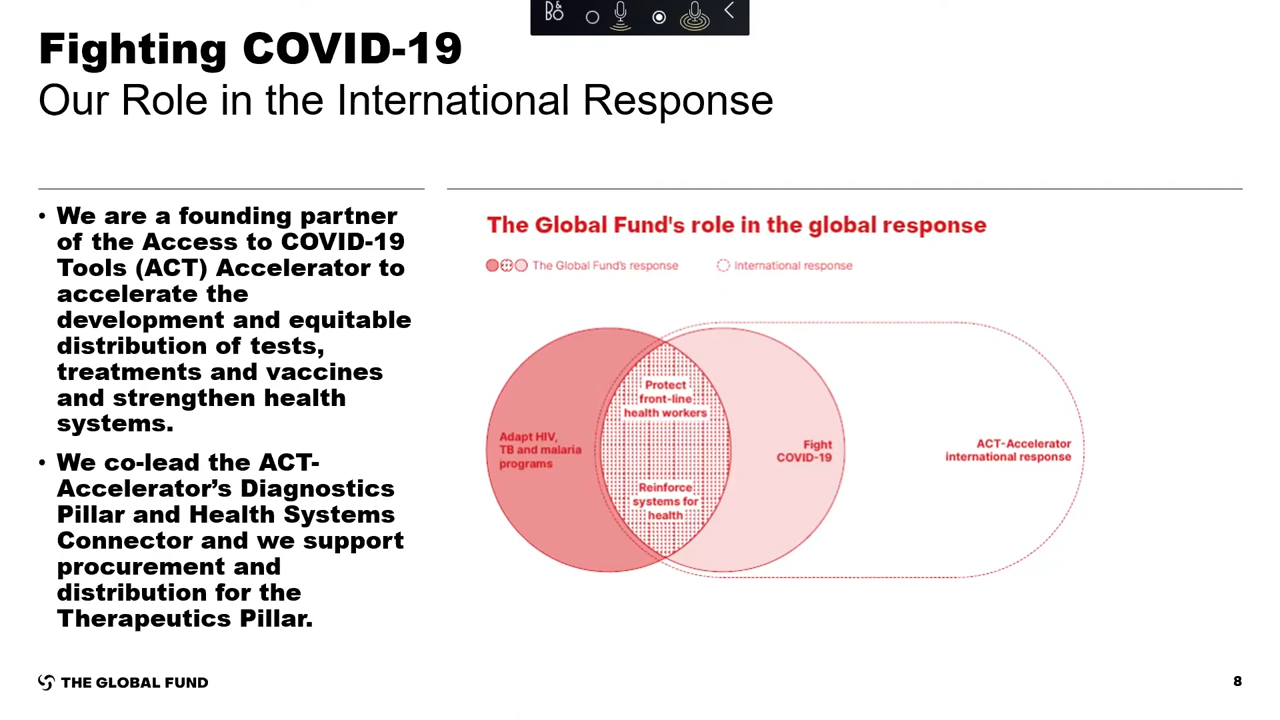 B&O
Fighting COVID-19
Our Role in the International Response
• We are a founding partner
of the Access to COVID-19
Tools (ACT) Accelerator to
accelerate the
development and equitable
distribution of tests,
treatments and vaccines
and strengthen health
systems.
• We co-lead the ACT-
Accelerator’s Diagnostics
Pillar and Health Systems
Connector and we support
procurement and
distribution for the
Therapeutics Pillar.
The Global Fund's role in the global response
The Global Fund's response
International response
Adapt HIV,
TB and malaria
programs
Protect
front-line
health workers
Reinforce
systems for
health
Fight
COVID-19
ACT-Accelerator
international response
THE GLOBAL FUND
8